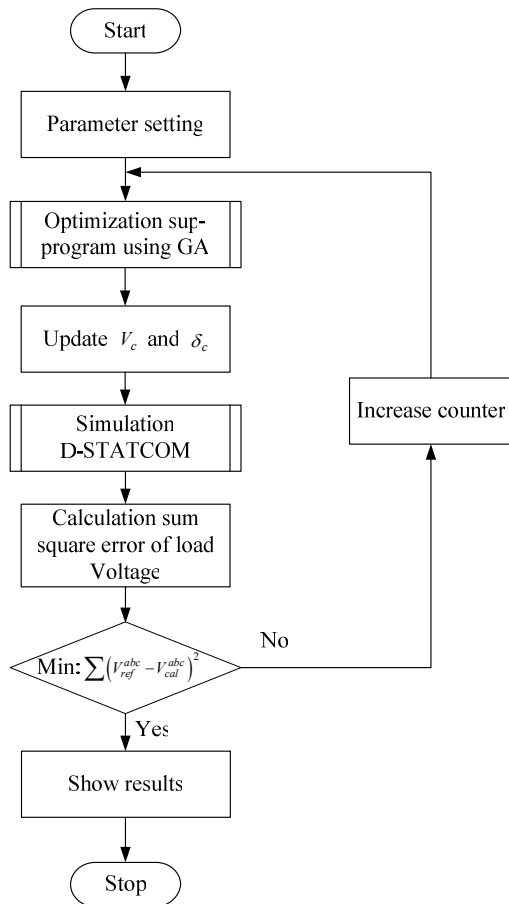 Start
Parameter setting
Optimization sup-
program using GA
Update V_c and δ_c
Simulation
D-STATCOM
Increase counter
Calculation sum
square error of load
Voltage
No
Min: ∑(V_ref^abc − V_cal^abc)^2
Yes
Show results
Stop